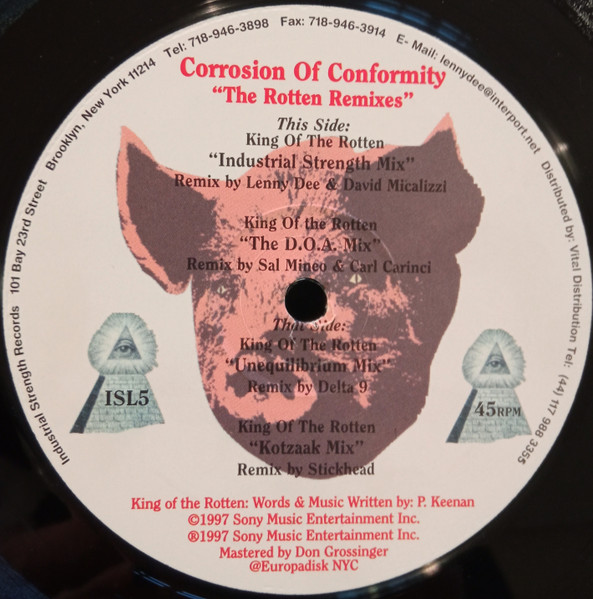 Industrial Strength Records 101 Bay 23rd Street Brooklyn, New York 11214 Tel: 718-946-3898 Fax: 718-946-3914 E- Mail: lennydee@interport.net Distributed by: Vital Distribution Tel: (44) 117 988 3355
Corrosion Of Conformity
"The Rotten Remixes"
This Side:
King Of The Rotten
"Industrial Strength Mix"
Remix by Lenny Dee & David Micalizzi
King Of the Rotten
"The D.O.A. Mix"
Remix by Sal Mineo & Carl Carinci
That Side:
King Of The Rotten
"Unequilibrium Mix"
Remix by Delta 9
King Of The Rotten
"Kotzaak Mix"
Remix by Stickhead
ISL5
45RPM
King of the Rotten: Words & Music Written by: P. Keenan
©1997 Sony Music Entertainment Inc.
®1997 Sony Music Entertainment Inc.
Mastered by Don Grossinger
@Europadisk NYC